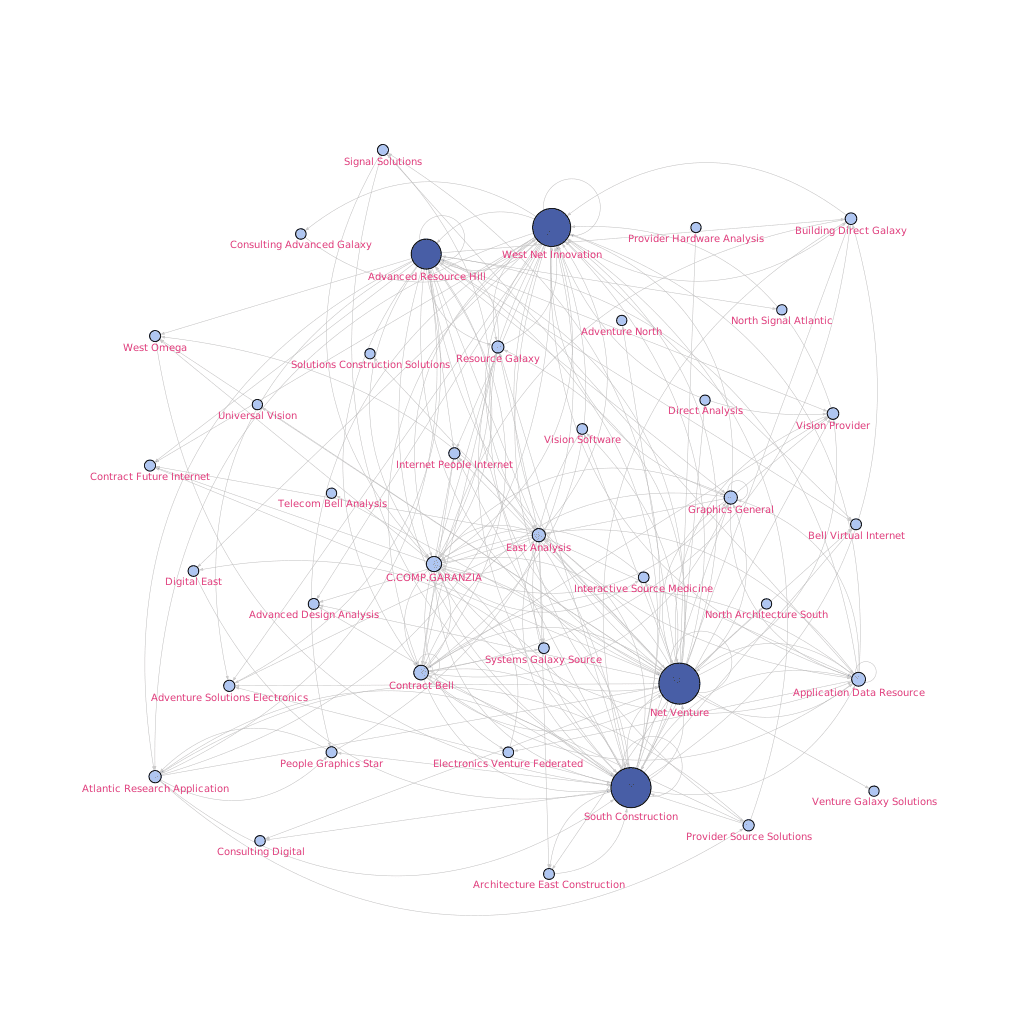 Signal Solutions
Building Direct Galaxy
Provider Hardware Analysis
Consulting Advanced Galaxy
West Net Innovation
Advanced Resource Hill
North Signal Atlantic
Adventure North
West Omega
Resource Galaxy
Solutions Construction Solutions
Direct Analysis
Universal Vision
Vision Provider
Vision Software
Internet People Internet
Contract Future Internet
Telecom Bell Analysis
Graphics General
Bell Virtual Internet
East Analysis
C.COMP.GARANZIA
Digital East
Interactive Source Medicine
Advanced Design Analysis
North Architecture South
Systems Galaxy Source
Contract Bell
Application Data Resource
Adventure Solutions Electronics
Net Venture
People Graphics Star
Electronics Venture Federated
Atlantic Research Application
Venture Galaxy Solutions
South Construction
Provider Source Solutions
Consulting Digital
Architecture East Construction